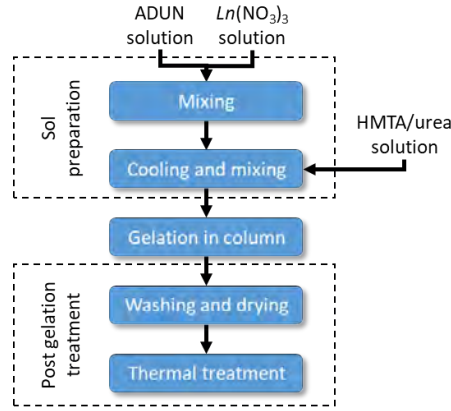 ADUN
solution
Ln(NO₃)₃
solution
Sol
preparation
Mixing
HMTA/urea
solution
Cooling and mixing
Gelation in column
Post gelation
treatment
Washing and drying
Thermal treatment